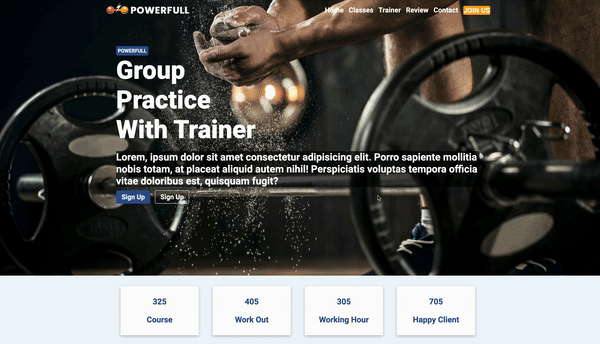 POWERFULL
Home Classes Trainer Review Contact JOIN US
POWERFULL
Group
Practice
With Trainer
Lorem, ipsum dolor sit amet consectetur adipisicing elit. Porro sapiente mollitia
nobis totam, at placeat aliquid autem nihil! Perspiciatis voluptas tempora officia
vitae doloribus est, quisquam fugit?
Sign Up Sign Up
325 405 305 705
Course Work Out Working Hour Happy Client